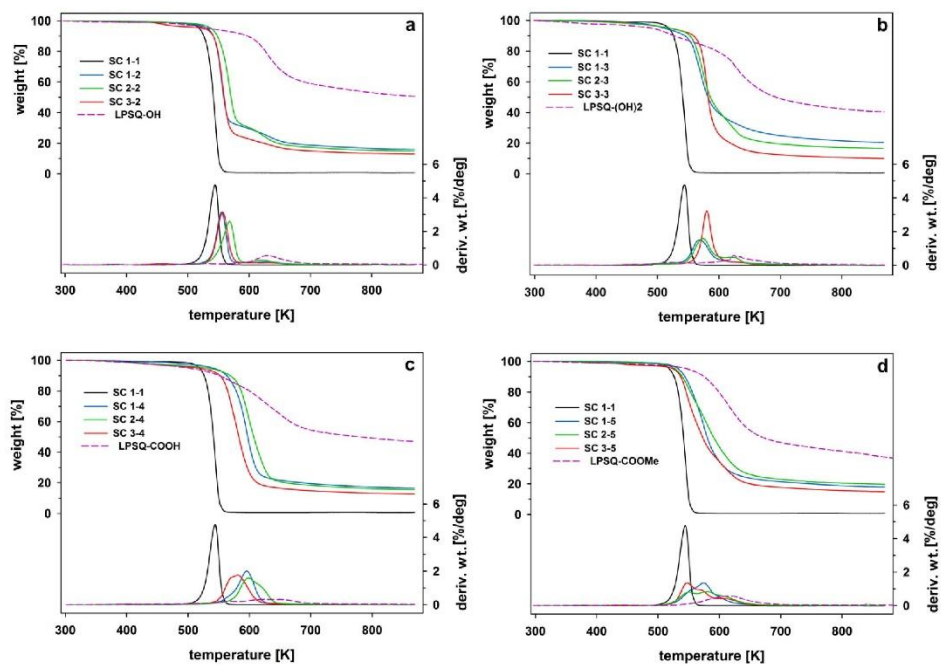 a
weight [%]
100
80
60
40
20
0
SC 1-1
SC 1-2
SC 2-2
SC 3-2
LPSQ-OH
6
4
2
0
deriv. wt.[%/deg]
300 400 500 600 700 800
temperature [K]
b
weight [%]
100
80
60
40
20
0
SC 1-1
SC 1-3
SC 2-3
SC 3-3
LPSQ-(OH)2
6
4
2
0
deriv. wt.[%/deg]
300 400 500 600 700 800
temperature [K]
c
weight [%]
100
80
60
40
20
0
SC 1-1
SC 1-4
SC 2-4
SC 3-4
LPSQ-COOH
6
4
2
0
deriv. wt.[%/deg]
300 400 500 600 700 800
temperature [K]
d
weight [%]
100
80
60
40
20
0
SC 1-1
SC 1-5
SC 2-5
SC 3-5
LPSQ-COOMe
6
4
2
0
deriv. wt.[%/deg]
300 400 500 600 700 800
temperature [K]